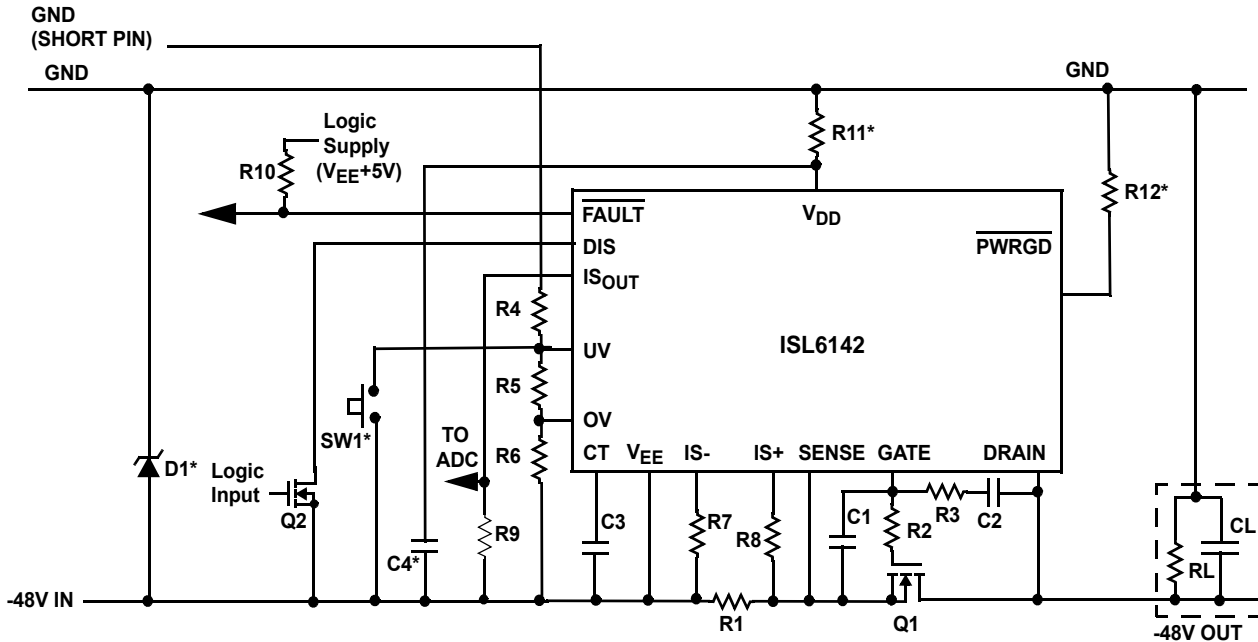 GND
(SHORT PIN)
GND
GND
Logic
Supply
(VEE+5V)
R10
R11*
R12*
FAULT
VDD
DIS
PWRGD
ISOUT
R4
ISL6142
UV
R5
OV
SW1*
TO
ADC
R6
CT
VEE
IS-
IS+
SENSE
GATE
DRAIN
D1*
Logic
Input
Q2
C4*
R9
C3
R7
R8
C1
R2
R3
C2
CL
RL
-48V IN
R1
Q1
-48V OUT